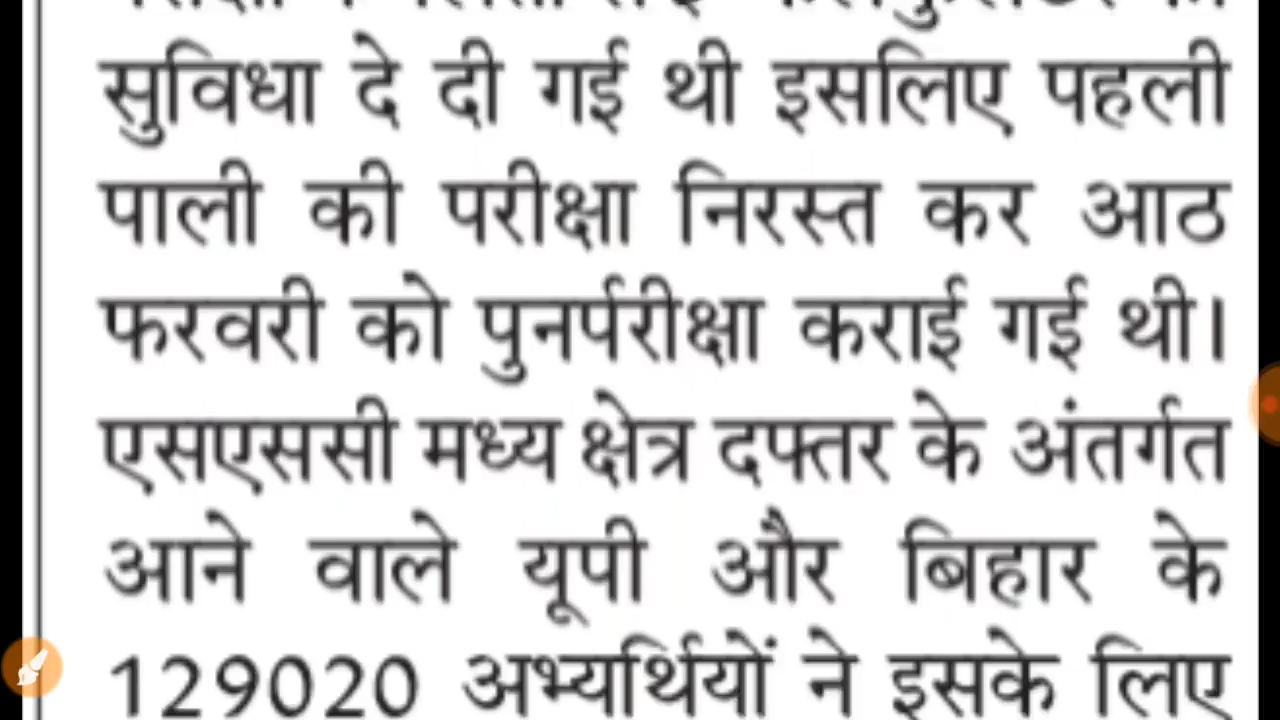 सुविधा दे दी गई थी इसलिए पहली
पाली की परीक्षा निरस्त कर आठ
फरवरी को पुनर्परीक्षा कराई गई थी।
एसएससी मध्य क्षेत्र दफ्तर के अंतर्गत
आने वाले यूपी और बिहार के
129020 अभ्यर्थियों ने इसके लिए